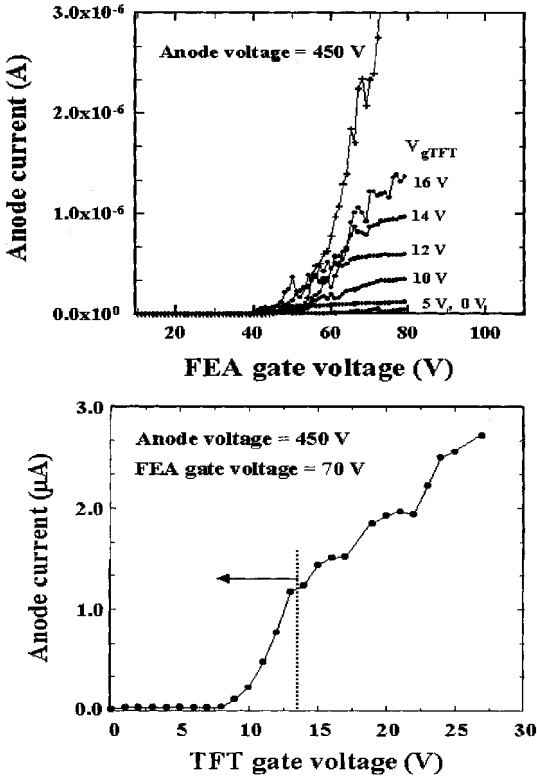 3.0x10⁻⁶
Anode voltage = 450 V
2.0x10⁻⁶
V gTFT
16 V
1.0x10⁻⁶
14 V
12 V
10 V
5 V, 0 V
0.0x10⁰
20 40 60 80 100
Anode current (A)
FEA gate voltage (V)
3.0
Anode voltage = 450 V
FEA gate voltage = 70 V
2.0
1.0
0.0
0 5 10 15 20 25 30
Anode current (μA)
TFT gate voltage (V)